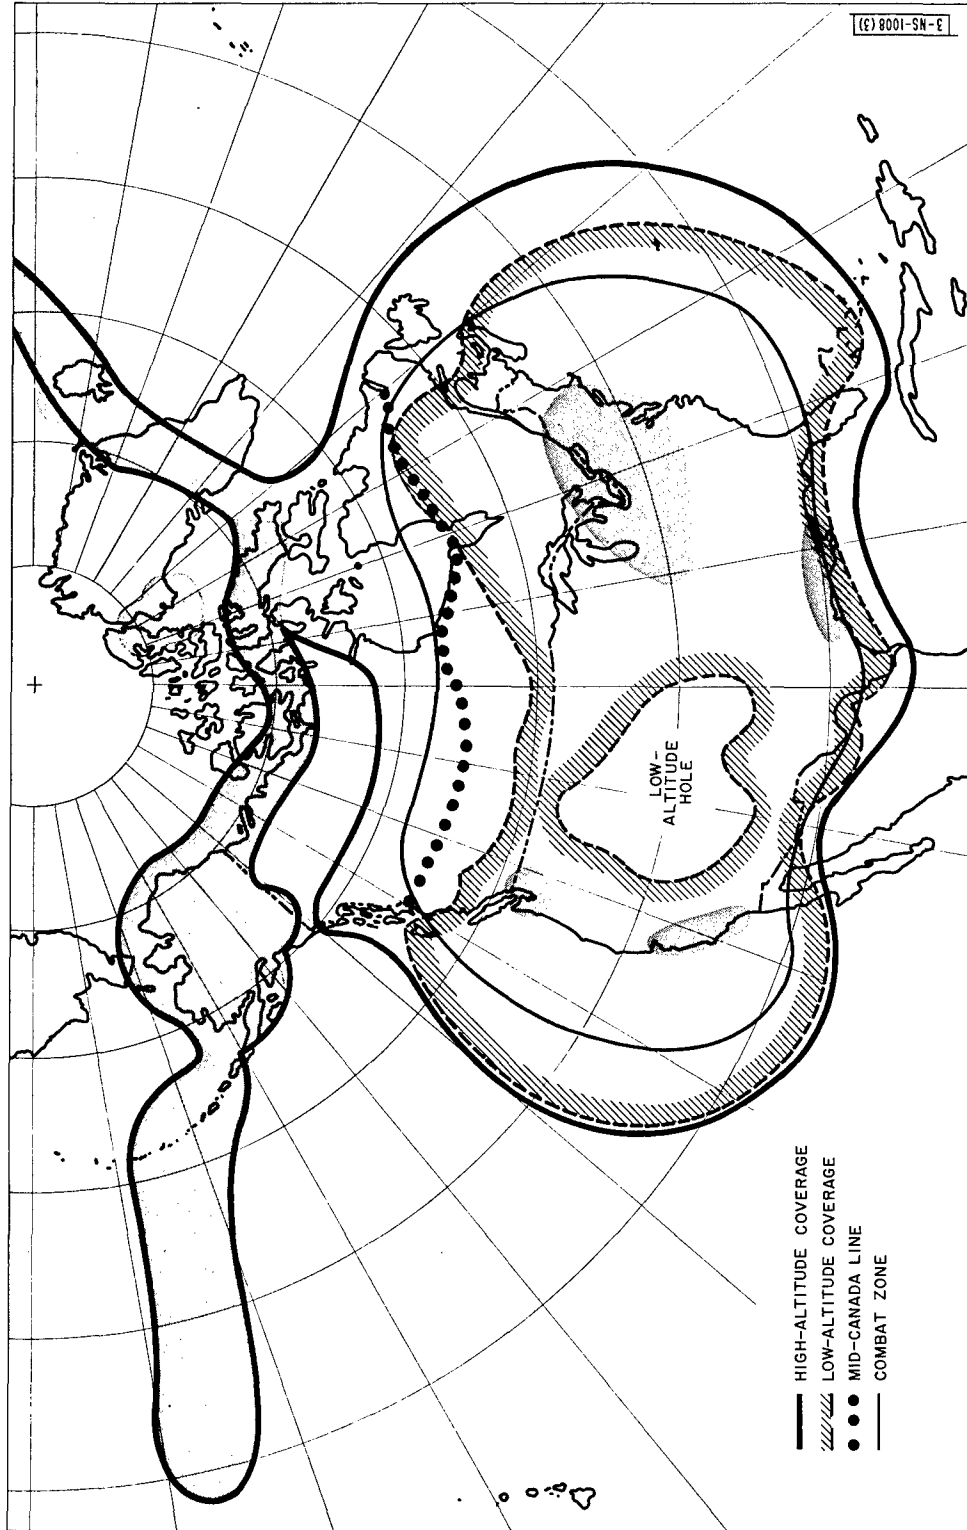 3-NS-1008(3)
LOW-
ALTITUDE
HOLE
HIGH-ALTITUDE COVERAGE
LOW-ALTITUDE COVERAGE
MID-CANADA LINE
COMBAT ZONE